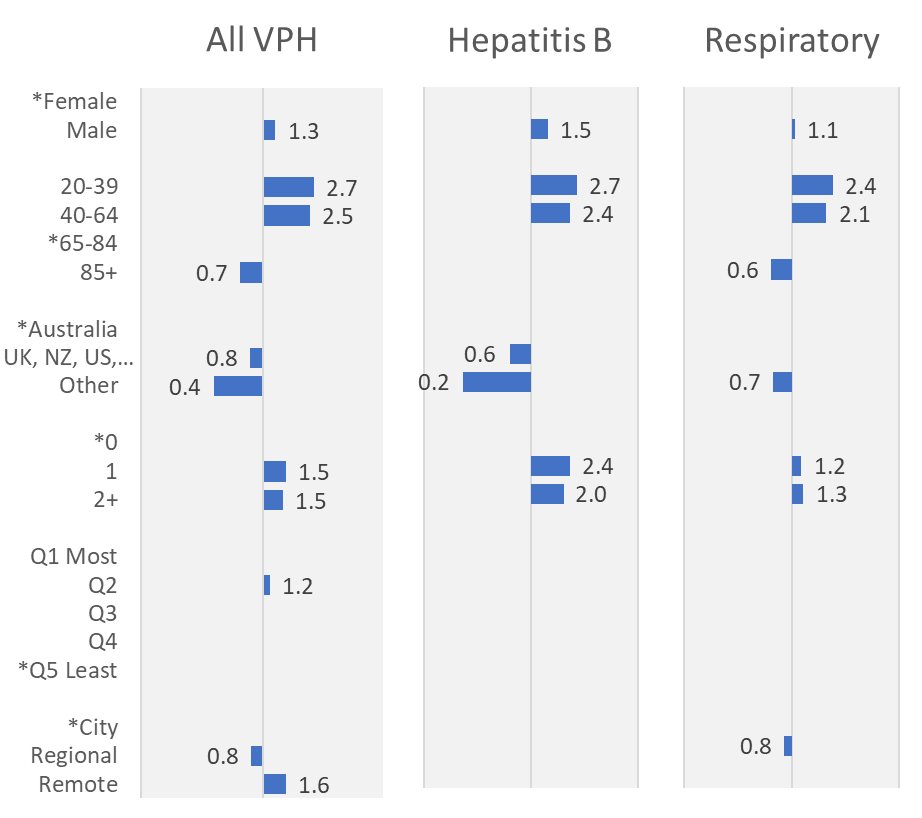 All VPH Hepatitis B Respiratory
*Female
Male 1.3 1.5 1.1
20-39 2.7 2.7 2.4
40-64 2.5 2.4 2.1
*65-84
85+ 0.7 0.6
*Australia
UK, NZ, US,... 0.8 0.6
Other 0.4 0.2 0.7
*0
1 1.5 2.4 1.2
2+ 1.5 2.0 1.3
Q1 Most
Q2 1.2
Q3
Q4
*Q5 Least
*City
Regional 0.8 0.8
Remote 1.6